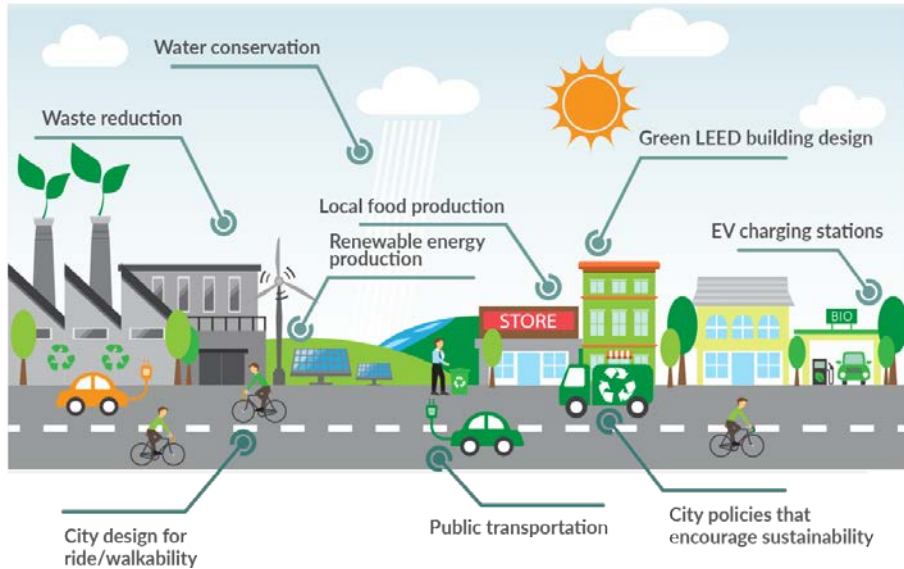 Water conservation
Waste reduction
Green LEED building design
Local food production
Renewable energy
production
EV charging stations
STORE
BIO
City design for
ride/walkability
Public transportation
City policies that
encourage sustainability